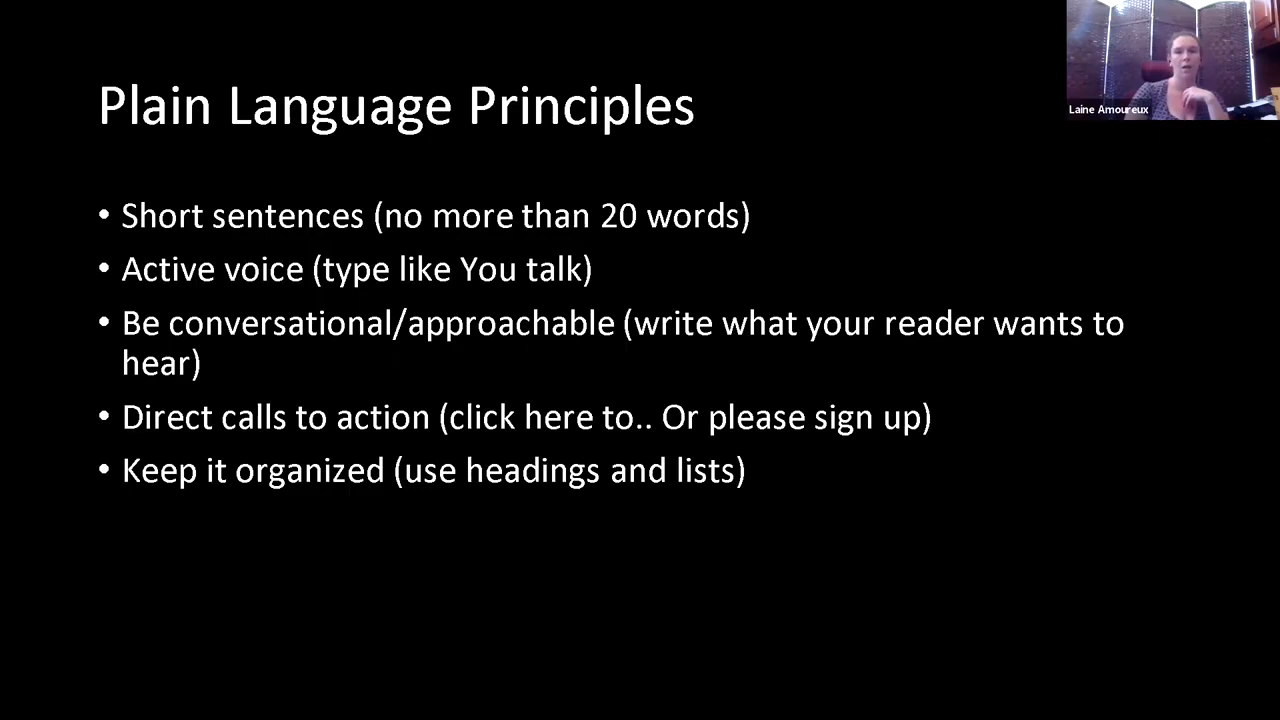 Plain Language Principles
• Short sentences (no more than 20 words)
• Active voice (type like You talk)
• Be conversational/approachable (write what your reader wants to
hear)
• Direct calls to action (click here to.. Or please sign up)
• Keep it organized (use headings and lists)
Laine Amoureux